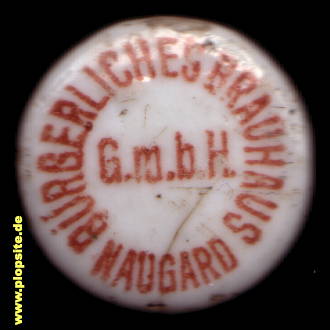 BÜRGERLICHES BRAUHAUS
G.m.b.H.
NAUGARD
www.plopsite.de